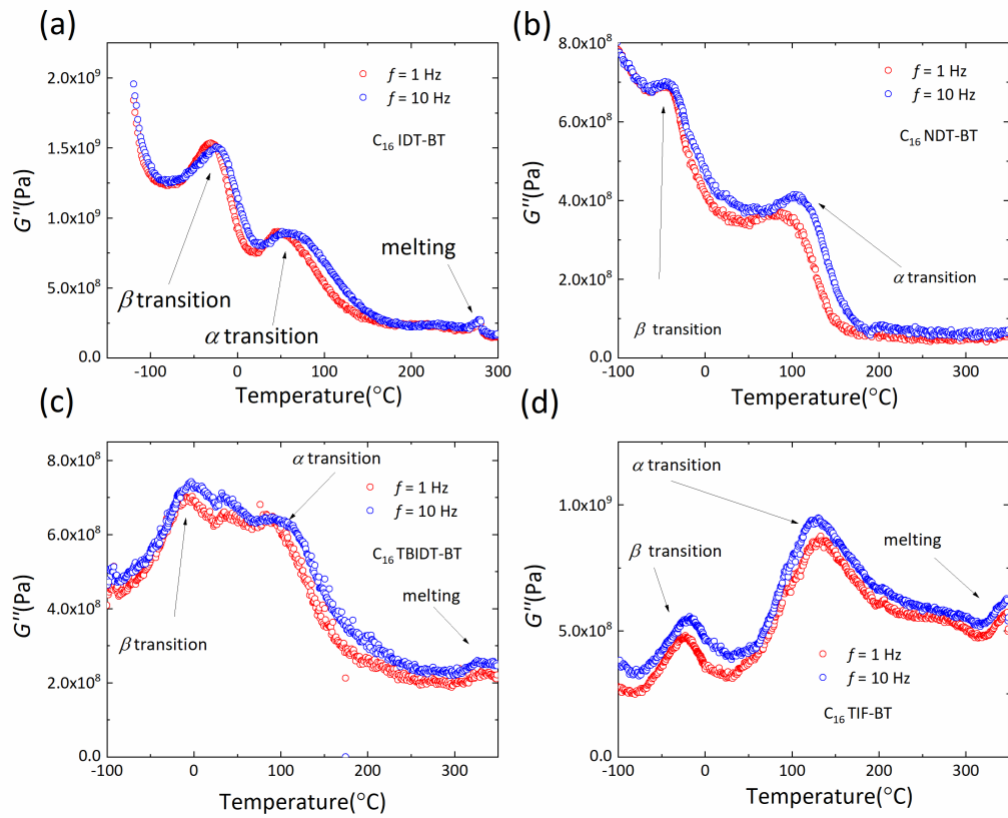 (a)
2.0x10⁹
1.5x10⁹
1.0x10⁹
5.0x10⁸
0.0
G''(Pa)
f = 1 Hz
f = 10 Hz
C₁₆ IDT-BT
β transition
α transition
melting
-100 0 100 200 300
Temperature(°C)
(b)
8.0x10⁸
6.0x10⁸
4.0x10⁸
2.0x10⁸
0.0
G''(Pa)
f = 1 Hz
f = 10 Hz
C₁₆ NDT-BT
α transition
β transition
-100 0 100 200 300
Temperature(°C)
(c)
8.0x10⁸
6.0x10⁸
4.0x10⁸
2.0x10⁸
0.0
G''(Pa)
α transition
f = 1 Hz
f = 10 Hz
C₁₆ TBIDT-BT
melting
β transition
-100 0 100 200 300
Temperature(°C)
(d)
1.0x10⁹
5.0x10⁸
0.0
G''(Pa)
α transition
β transition
melting
f = 1 Hz
f = 10 Hz
C₁₆ TIF-BT
-100 0 100 200 300
Temperature(°C)